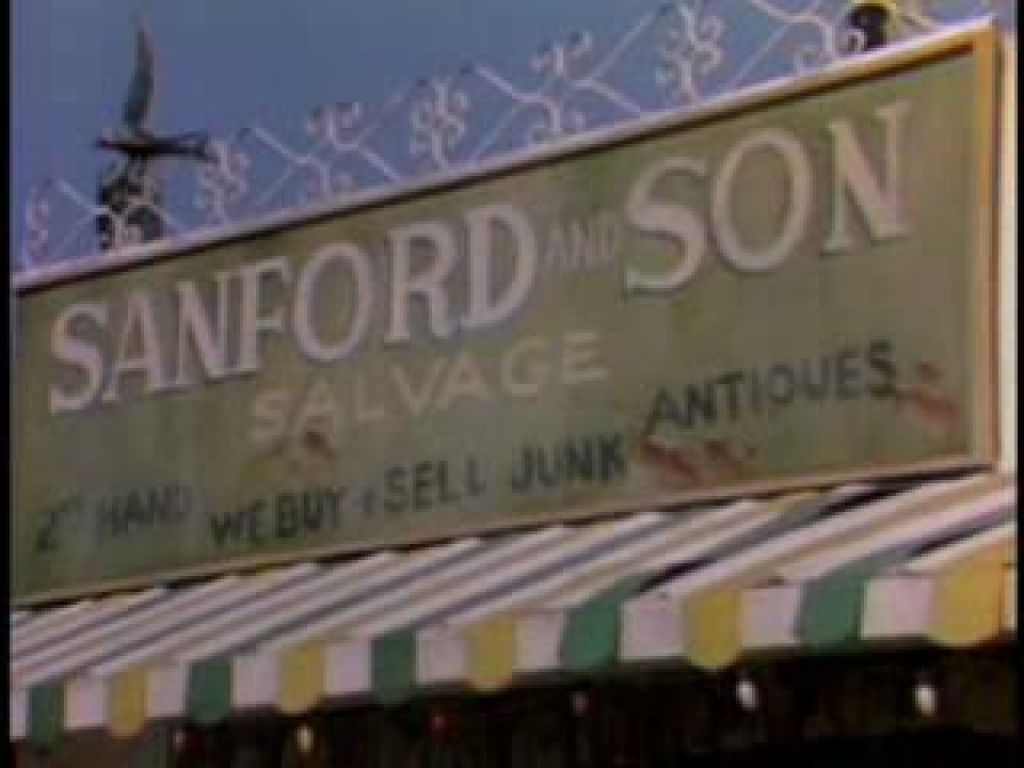 SANFORD AND SON
SALVAGE
2ND HAND WE BUY + SELL JUNK ANTIQUES